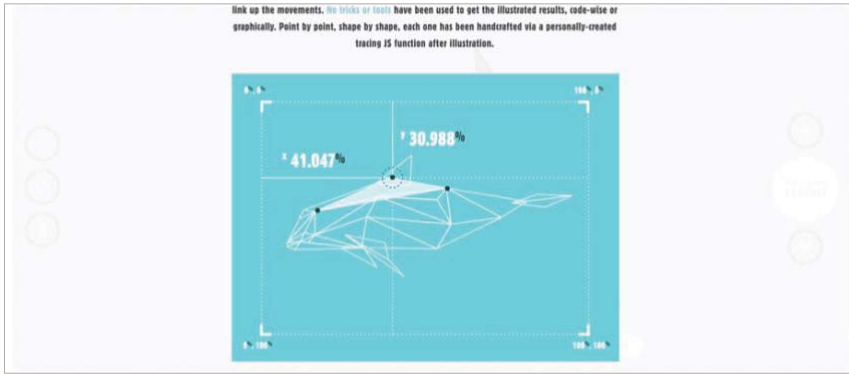 link up the movements. No tricks or tools have been used to get the illustrated results, code-wise or
graphically. Point by point, shape by shape, each one has been handcrafted via a personally-created
tracing JS function after illustration.
Y 30.988%
X 41.047%